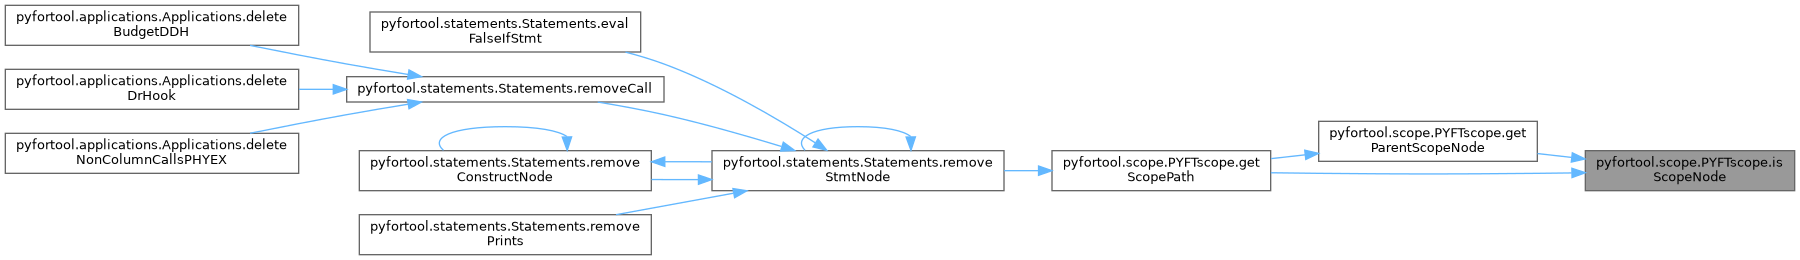 pyfortool.applications.Applications.delete
BudgetDDH
pyfortool.applications.Applications.delete
DrHook
pyfortool.applications.Applications.delete
NonColumnCallsPHYEX
pyfortool.statements.Statements.eval
FalseIfStmt
pyfortool.statements.Statements.removeCall
pyfortool.statements.Statements.remove
ConstructNode
pyfortool.statements.Statements.remove
Prints
pyfortool.statements.Statements.remove
StmtNode
pyfortool.scope.PYFTscope.get
ScopePath
pyfortool.scope.PYFTscope.get
ParentScopeNode
pyfortool.scope.PYFTscope.is
ScopeNode